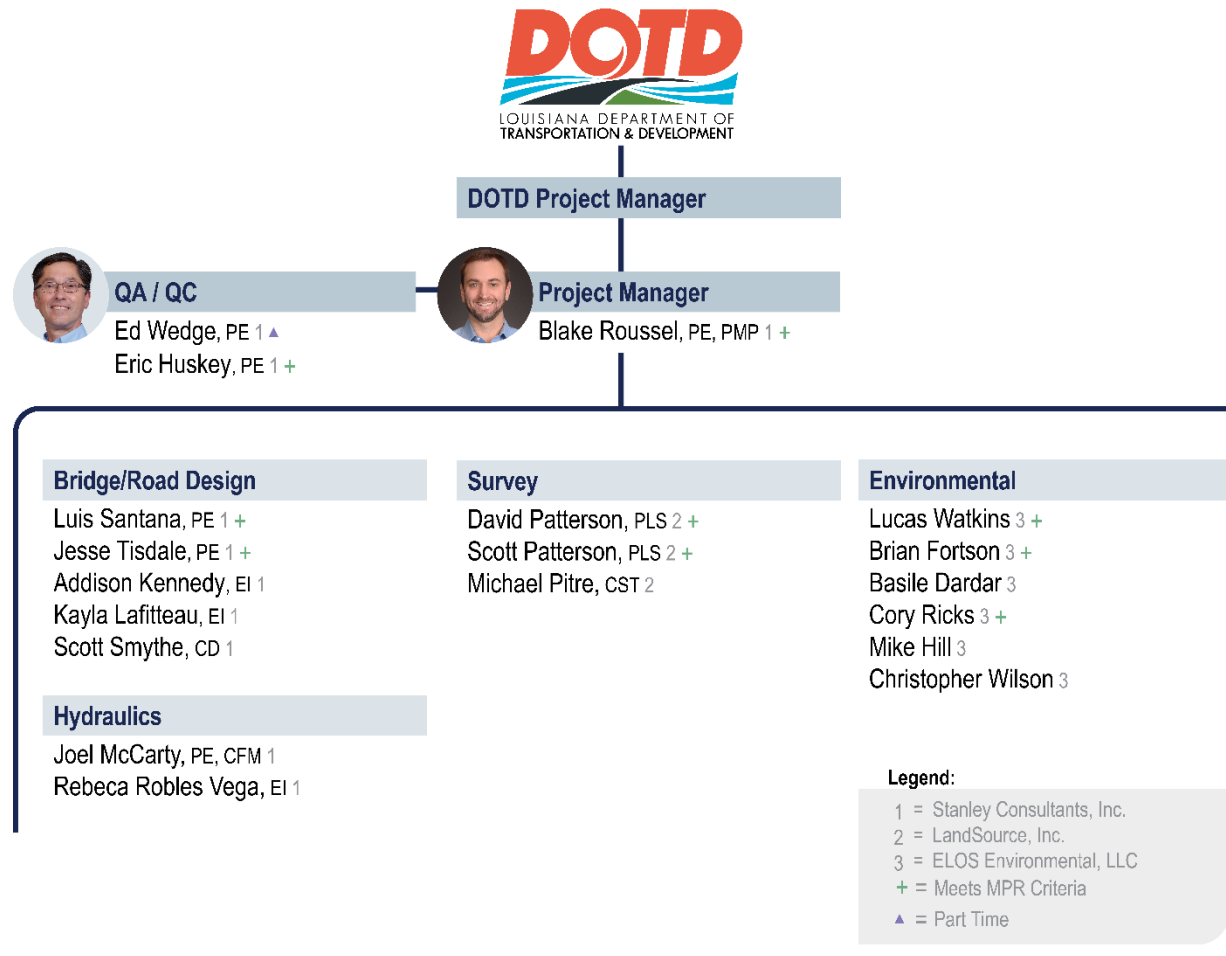 DOTD
LOUISIANA DEPARTMENT OF
TRANSPORTATION & DEVELOPMENT
DOTD Project Manager
QA / QC
Ed Wedge, PE 1 ▲
Eric Huskey, PE 1 +
Project Manager
Blake Roussel, PE, PMP 1 +
Bridge/Road Design
Luis Santana, PE 1 +
Jesse Tisdale, PE 1 +
Addison Kennedy, EI 1
Kayla Lafitteau, EI 1
Scott Smythe, CD 1
Hydraulics
Joel McCarty, PE, CFM 1
Rebeca Robles Vega, EI 1
Survey
David Patterson, PLS 2 +
Scott Patterson, PLS 2 +
Michael Pitre, CST 2
Environmental
Lucas Watkins 3 +
Brian Fortson 3 +
Basile Dardar 3
Cory Ricks 3 +
Mike Hill 3
Christopher Wilson 3
Legend:
1 = Stanley Consultants, Inc.
2 = LandSource, Inc.
3 = ELOS Environmental, LLC
+ = Meets MPR Criteria
▲ = Part Time